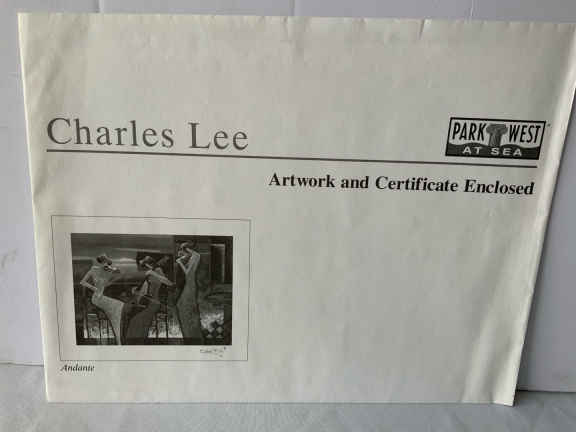 Charles Lee
PARK WEST
AT SEA
Artwork and Certificate Enclosed
Andante